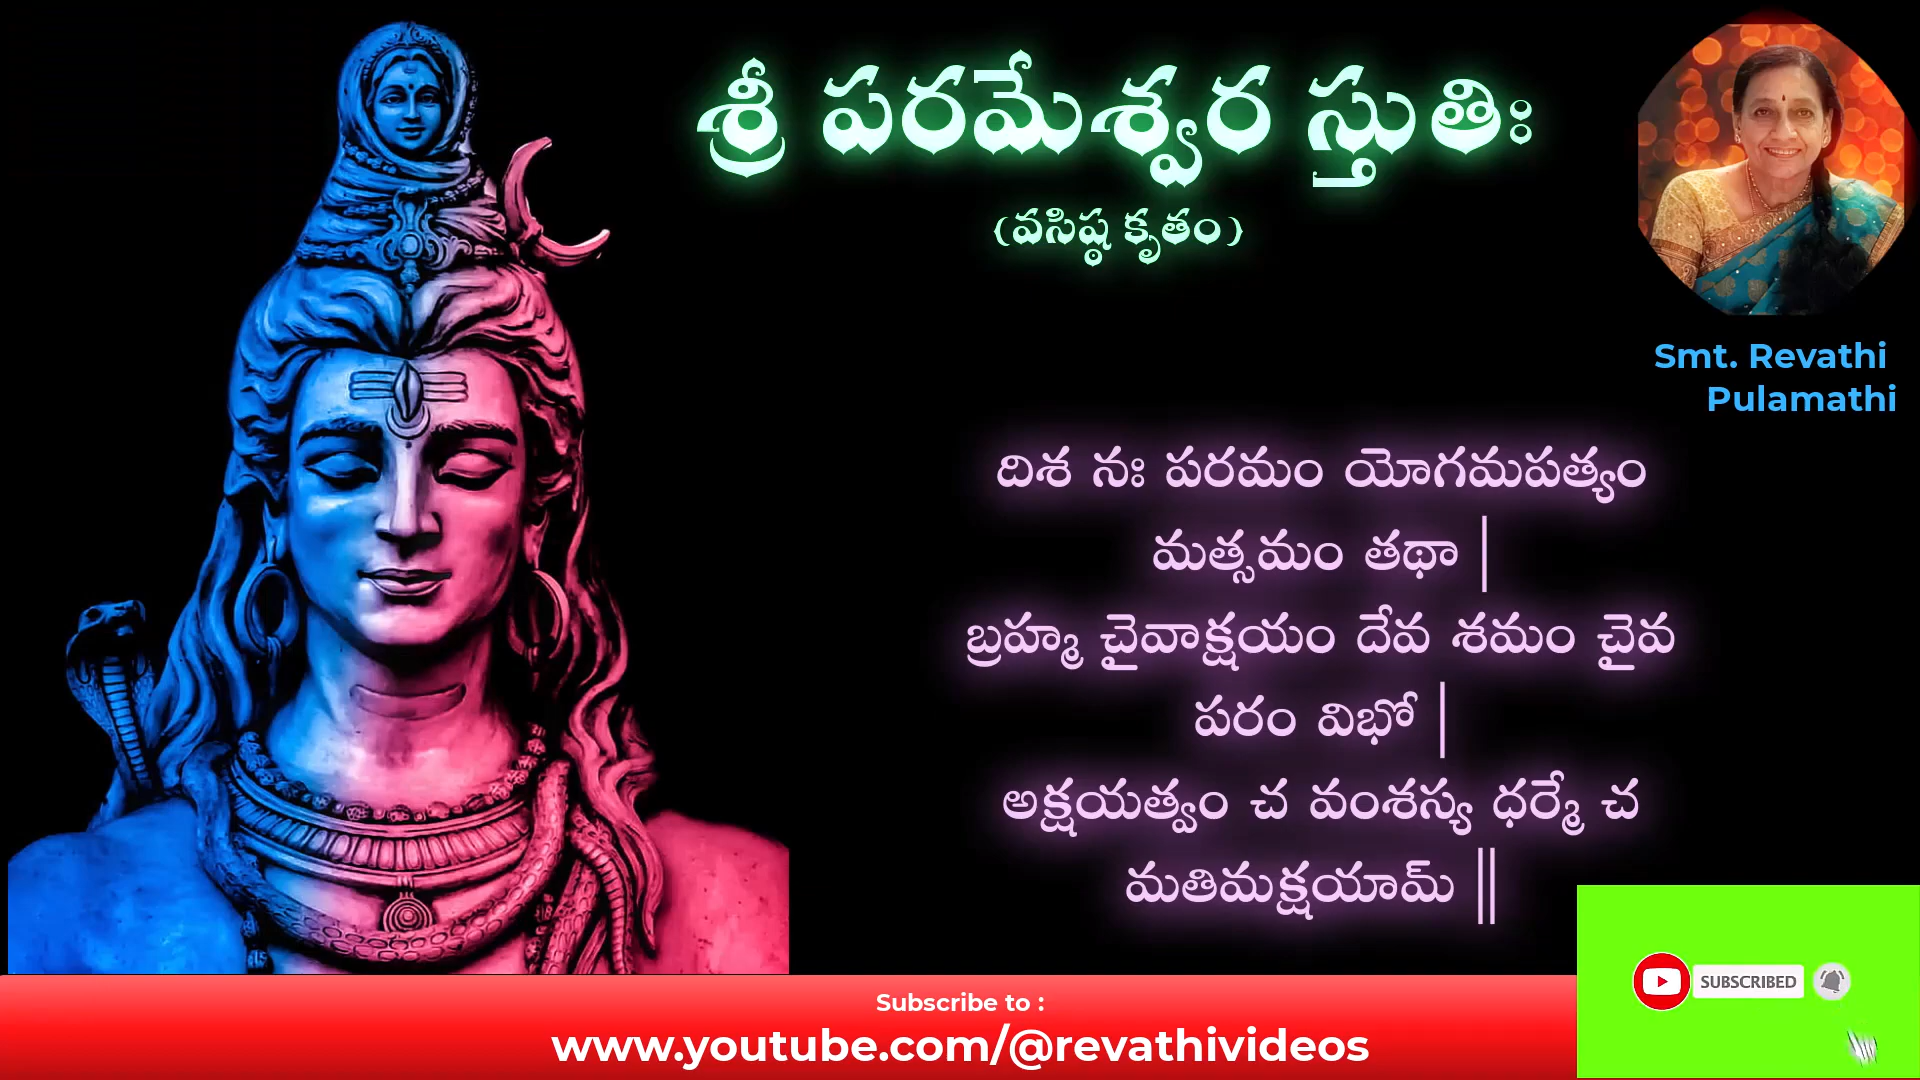 శ్రీ పరమేశ్వర స్తుతిః
(వసిష్ఠ కృతం)
Smt. Revathi
Pulamathi
దిశ నః పరమం యోగమపత్యం
మత్సమం తథా |
బ్రహ్మ చైవాక్షయం దేవ శమం చైవ
పరం విభో |
అక్షయత్వం చ వంశస్య ధర్మే చ
మతిమక్షయామ్ ||
SUBSCRIBED
Subscribe to :
www.youtube.com/@revathivideos